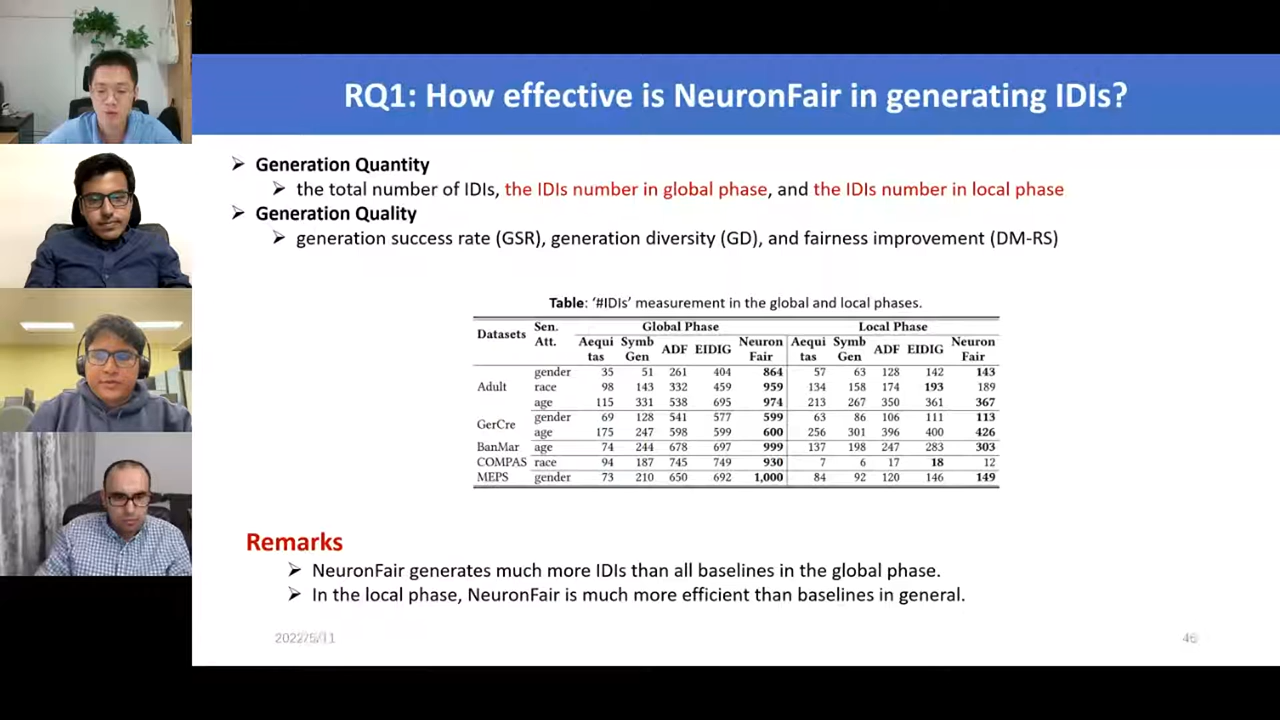 RQ1: How effective is NeuronFair in generating IDIs?
➢ Generation Quantity
➢ the total number of IDIs, the IDIs number in global phase, and the IDIs number in local phase
➢ Generation Quality
➢ generation success rate (GSR), generation diversity (GD), and fairness improvement (DM-RS)
Table: ‘#IDIs’ measurement in the global and local phases.
Datasets Sen. Att. Global Phase Local Phase
Aequi tas Symb Gen ADF EIDIG Neuron Fair Aequi tas Symb Gen ADF EIDIG Neuron Fair
Adult gender 35 51 261 404 864 57 63 128 142 143
race 98 143 332 459 959 134 158 174 193 189
age 115 331 538 695 974 213 267 350 361 367
GerCre gender 69 128 541 577 599 63 86 106 111 113
age 175 247 598 599 600 256 301 396 400 426
BanMar age 74 244 678 697 999 137 198 247 283 303
COMPAS race 94 187 745 749 930 7 6 17 18 12
MEPS gender 73 210 650 692 1,000 84 92 120 146 149
Remarks
➢ NeuronFair generates much more IDIs than all baselines in the global phase.
➢ In the local phase, NeuronFair is much more efficient than baselines in general.
2022/5/11
46